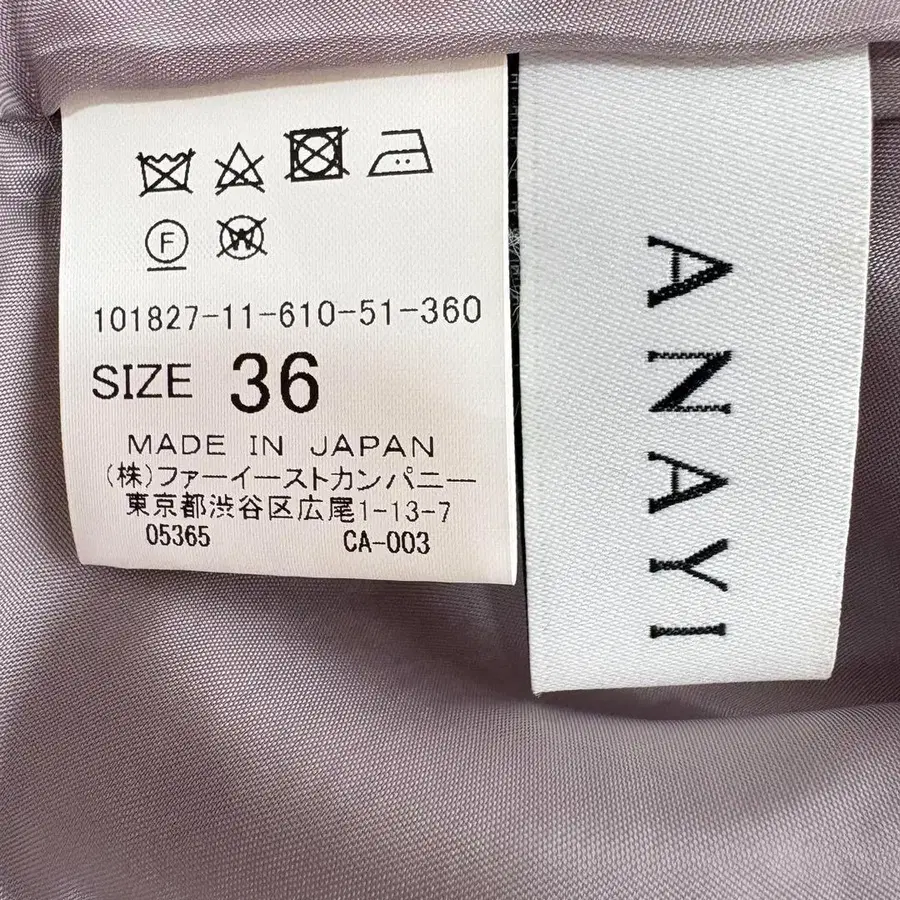 F
W
101827-11-610-51-360
SIZE 36
MADE IN JAPAN
(株)ファーイーストカンパニー
東京都渋谷区広尾1-13-7
05365 CA-003
ANAYI